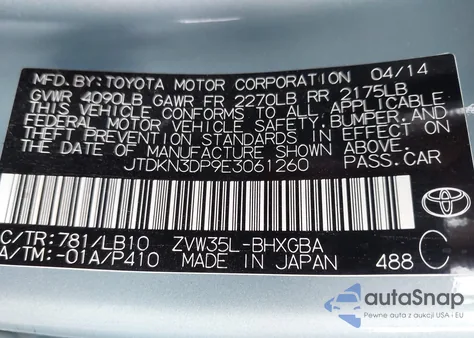 MFD.BY:TOYOTA MOTOR CORPORATION 04/14
GVWR 4090LB GAWR FR 2270LB RR 2175LB
THIS VEHICLE CONFORMS TO ALL APPLICABLE
FEDERAL MOTOR VEHICLE SAFETY, BUMPER, AND
THEFT PREVENTION STANDARDS IN EFFECT ON
THE DATE OF MANUFACTURE SHOWN ABOVE.
JTDKN3DP9E3061260 PASS.CAR
C/TR:781/LB10 ZVW35L-BHXGBA C
A/TM:-01A/P410 MADE IN JAPAN 488
TOYOTA
autoSnap
Pewne auta z aukcji USA i EU